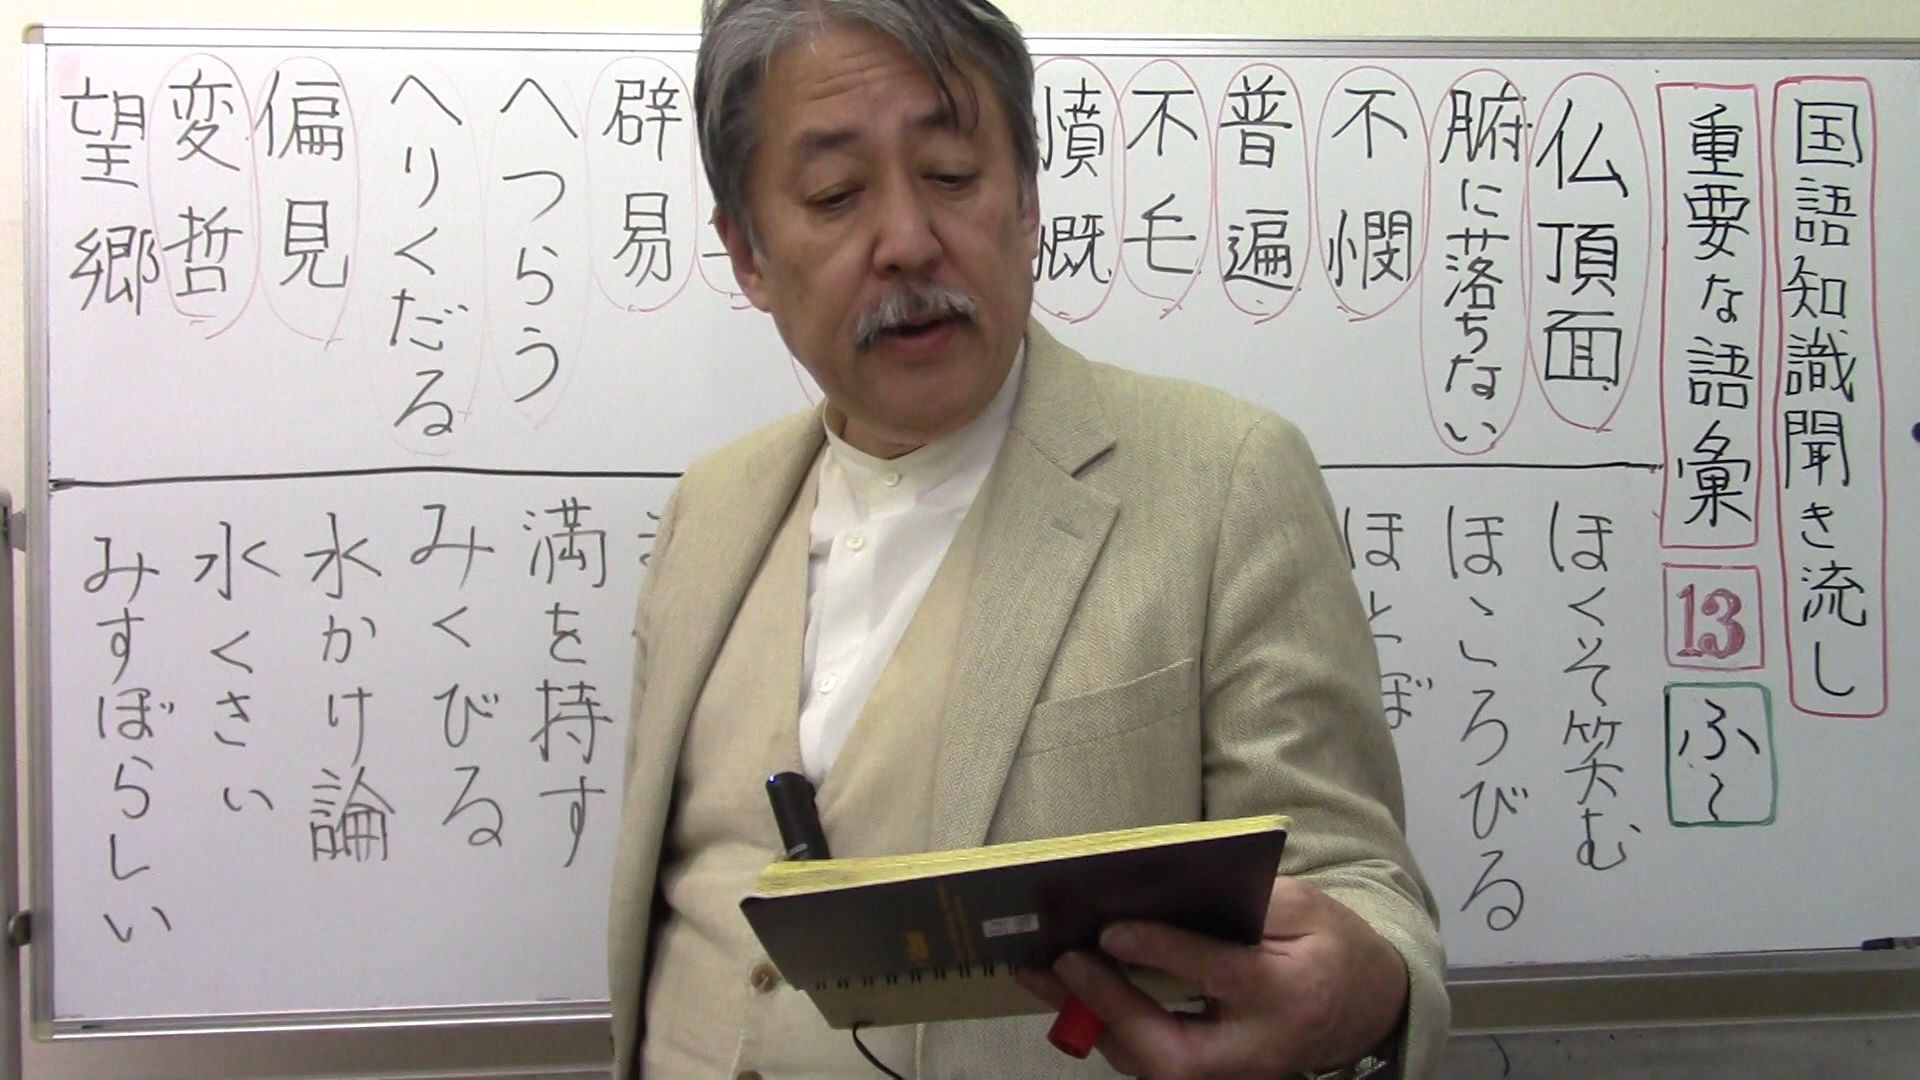 国語知識聞き流し
重要な語彙
13
ふ～
仏頂面
腑に落ちない
不憫
普遍
不毛
憤慨
辟易
へつらう
へりくだる
偏見
変哲
望郷
ほくそ笑む
ほころびる
ほとぼ
満を持す
みくびる
水かけ論
水くさい
みすぼらしい